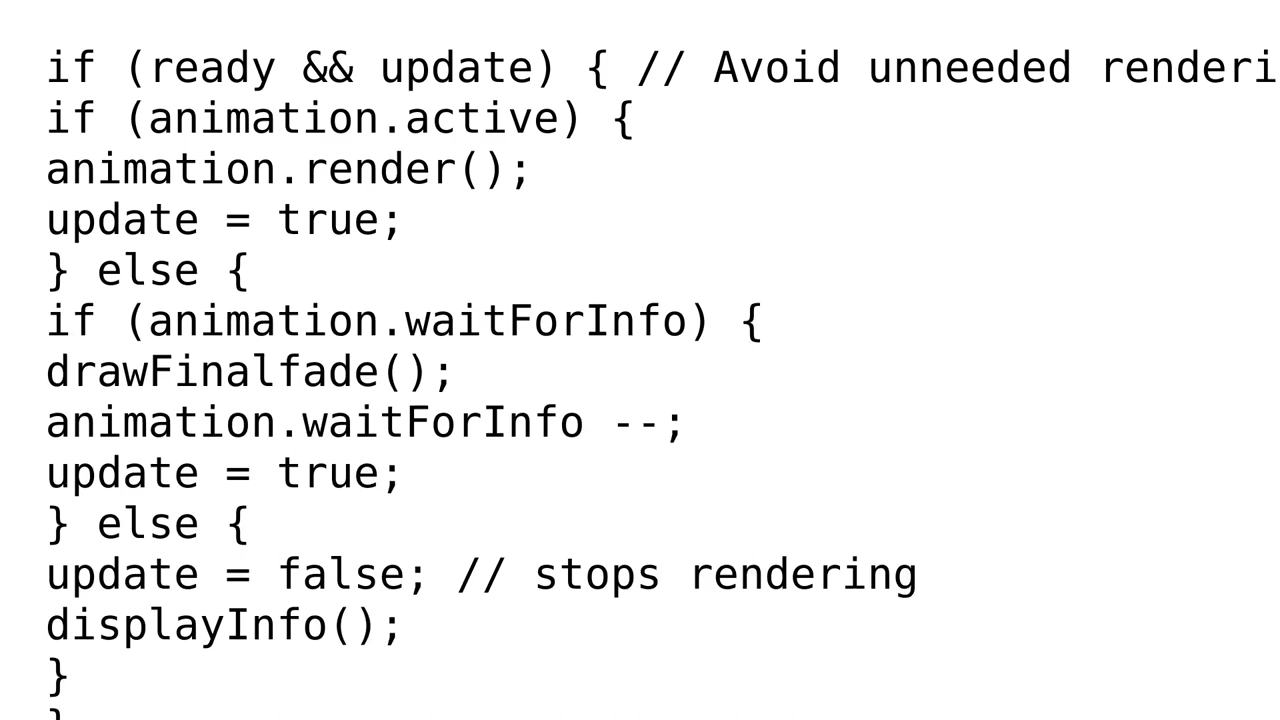 if (ready && update) { // Avoid unneeded renderi
if (animation.active) {
animation.render();
update = true;
} else {
if (animation.waitForInfo) {
drawFinalfade();
animation.waitForInfo --;
update = true;
} else {
update = false; // stops rendering
displayInfo();
}
}